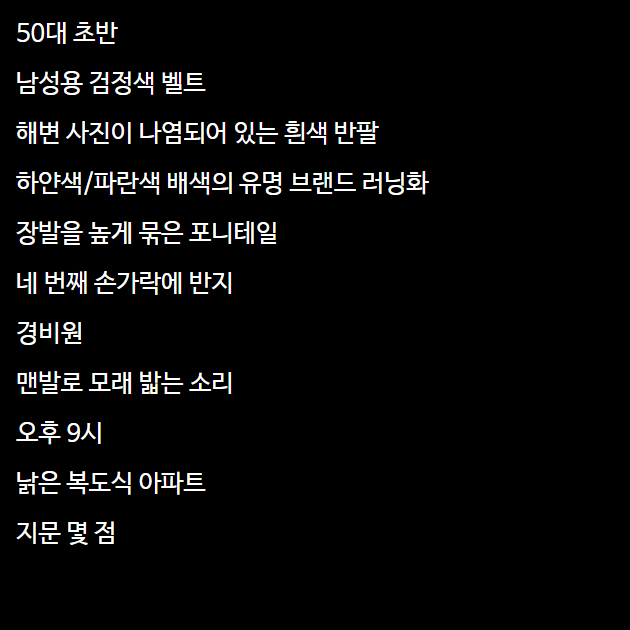 50대 초반
남성용 검정색 벨트
해변 사진이 나염되어 있는 흰색 반팔
하얀색/파란색 배색의 유명 브랜드 러닝화
장발을 높게 묶은 포니테일
네 번째 손가락에 반지
경비원
맨발로 모래 밟는 소리
오후 9시
낡은 복도식 아파트
지문 몇 점